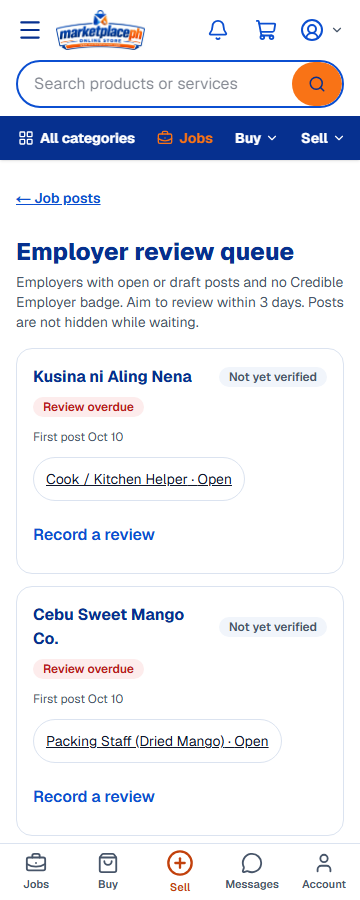 marketplaceph
ONLINE STORE
Search products or services
All categories
Jobs
Buy
Sell
← Job posts
Employer review queue
Employers with open or draft posts and no Credible
Employer badge. Aim to review within 3 days. Posts
are not hidden while waiting.
Kusina ni Aling Nena
Not yet verified
Review overdue
First post Oct 10
Cook / Kitchen Helper · Open
Record a review
Cebu Sweet Mango
Co.
Not yet verified
Review overdue
First post Oct 10
Packing Staff (Dried Mango) · Open
Record a review
Jobs
Buy
Sell
Messages
Account